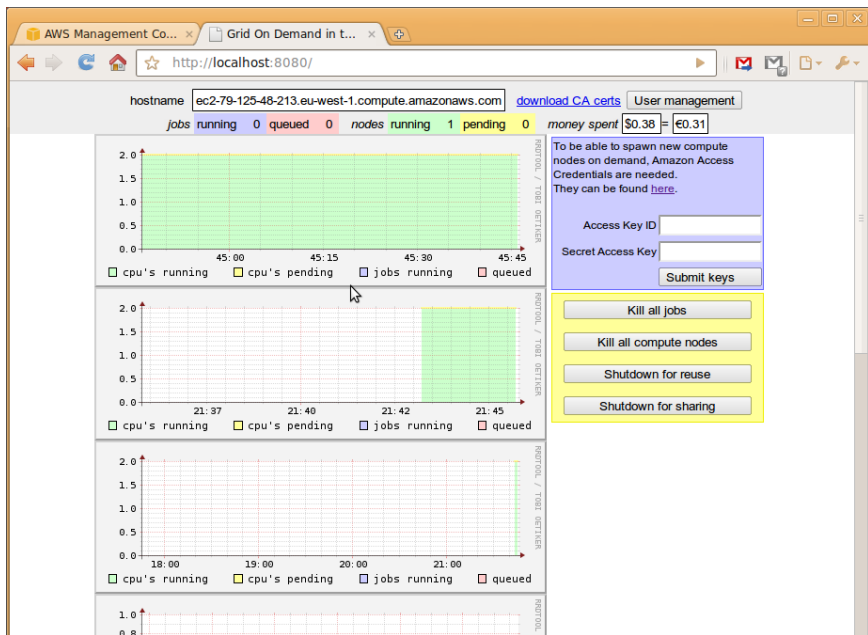 AWS Management Co...
Grid On Demand in t...
http://localhost:8080/
hostname ec2-79-125-48-213.eu-west-1.compute.amazonaws.com download CA certs User management
jobs running 0 queued 0 nodes running 1 pending 0 money spent $0.38 = €0.31
2.0
1.5
1.0
0.5
0.0
45:00 45:15 45:30 45:45
cpu's running cpu's pending jobs running queued
RRDTOOL / TOBI OETIKER
2.0
1.5
1.0
0.5
0.0
21:37 21:40 21:42 21:45
cpu's running cpu's pending jobs running queued
RRDTOOL / TOBI OETIKER
2.0
1.5
1.0
0.5
0.0
18:00 19:00 20:00 21:00
cpu's running cpu's pending jobs running queued
RRDTOOL / TOBI OETIKER
1.0
0.8
RRDTOOL /
To be able to spawn new compute
nodes on demand, Amazon Access
Credentials are needed.
They can be found here.
Access Key ID
Secret Access Key
Submit keys
Kill all jobs
Kill all compute nodes
Shutdown for reuse
Shutdown for sharing